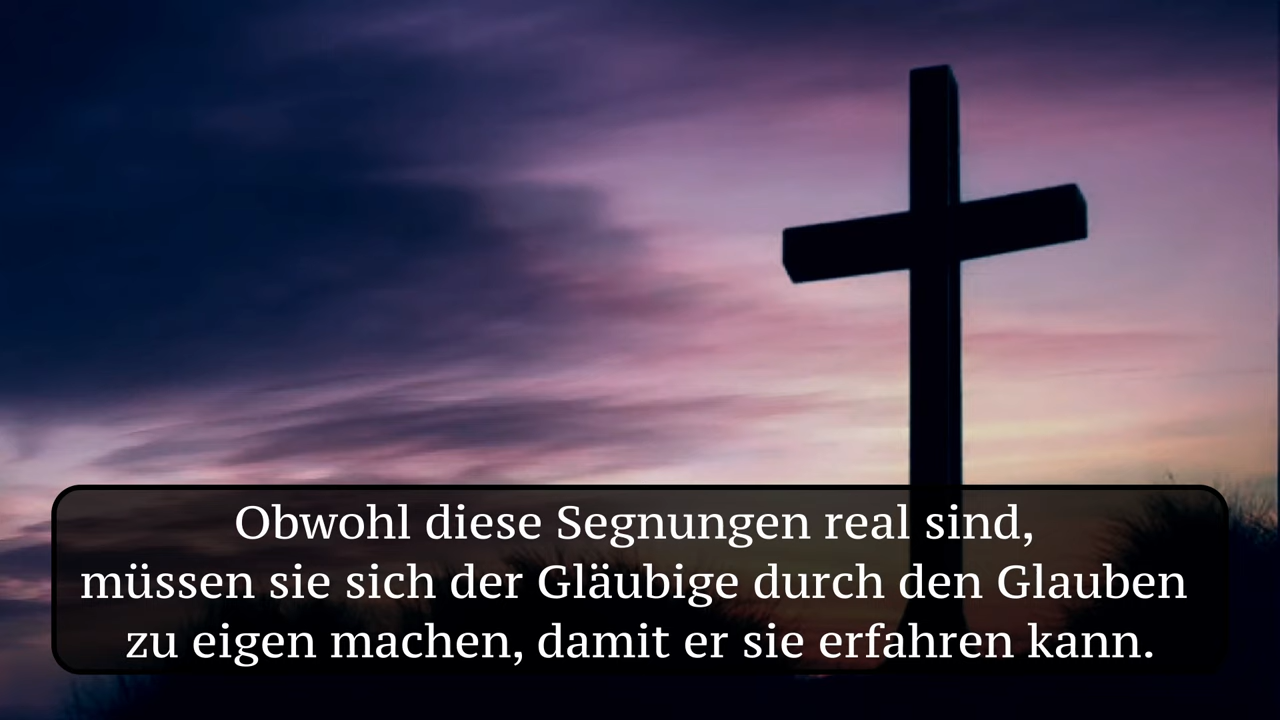 Obwohl diese Segnungen real sind,
müssen sie sich der Gläubige durch den Glauben
zu eigen machen, damit er sie erfahren kann.